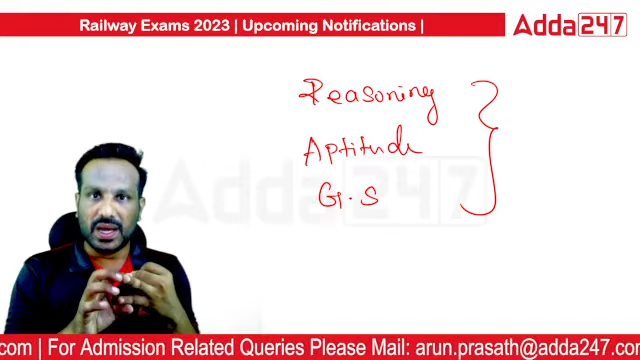 Railway Exams 2023 | Upcoming Notifications |
Adda247
Reasoning
Aptitude
G.S
Adda247
com | For Admission Related Queries Please Mail: arun.prasath@adda247.com